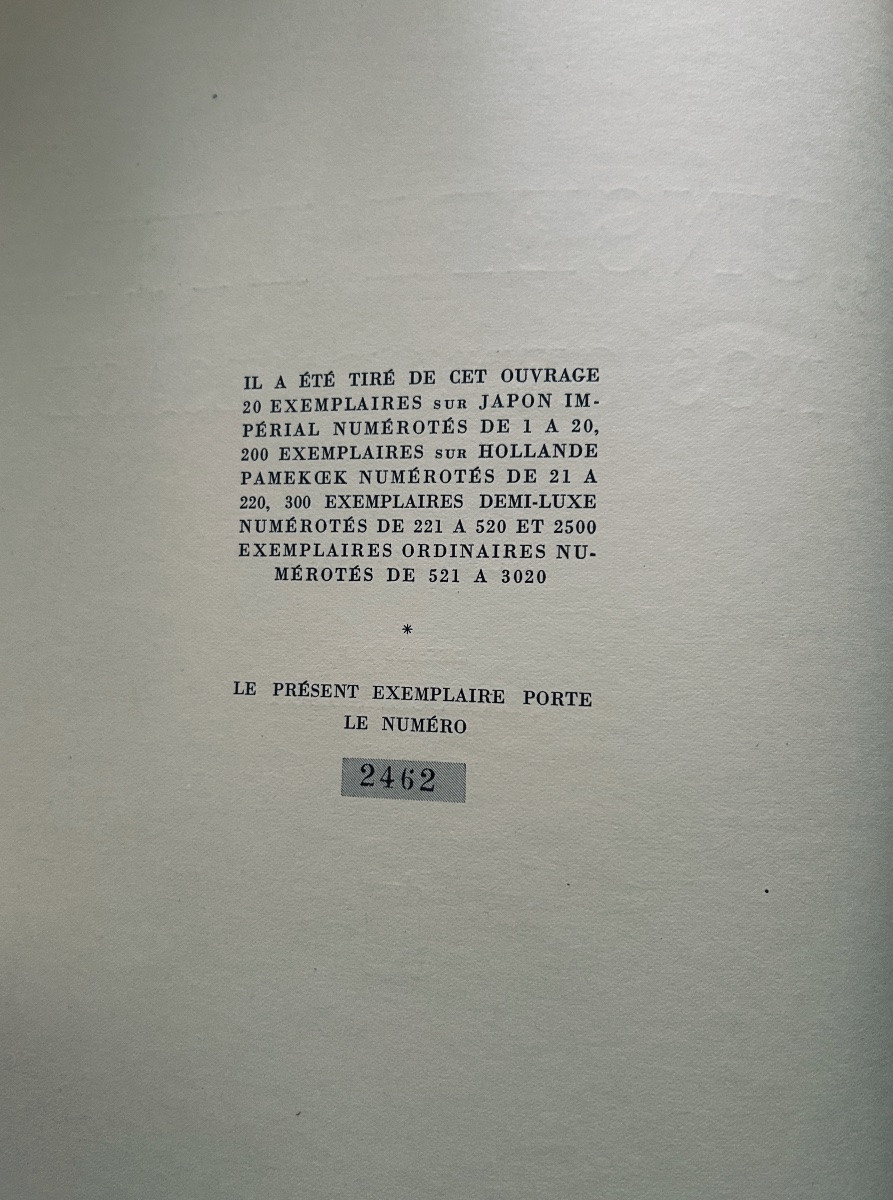 IL A ÉTÉ TIRÉ DE CET OUVRAGE
20 EXEMPLAIRES SUR JAPON IM-
PÉRIAL NUMÉROTÉS DE 1 A 20,
200 EXEMPLAIRES SUR HOLLANDE
PAMEKŒK NUMÉROTÉS DE 21 A
220, 300 EXEMPLAIRES DEMI-LUXE
NUMÉROTÉS DE 221 A 520 ET 2500
EXEMPLAIRES ORDINAIRES NU-
MÉROTÉS DE 521 A 3020
*
LE PRÉSENT EXEMPLAIRE PORTE
LE NUMÉRO
2462